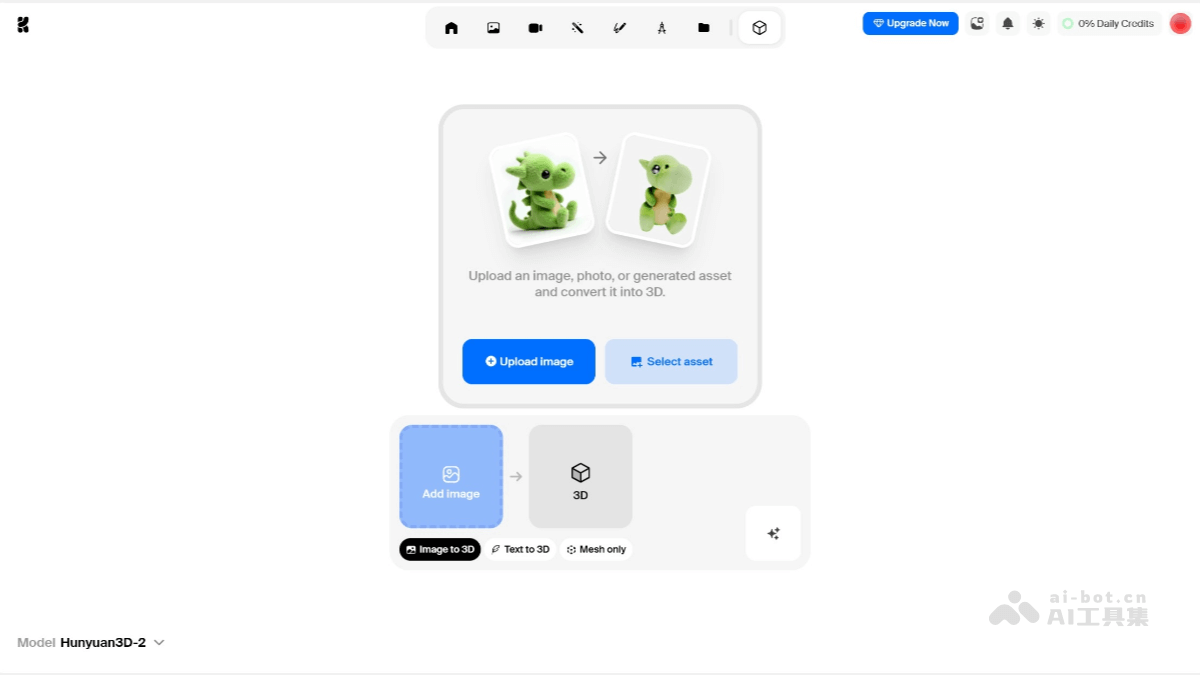 Upgrade Now
0% Daily Credits
Upload an image, photo, or generated asset
and convert it into 3D.
Upload image
Select asset
Add image
3D
Image to 3D
Text to 3D
Mesh only
ai-bot.cn
AI工具集
Model Hunyuan3D-2